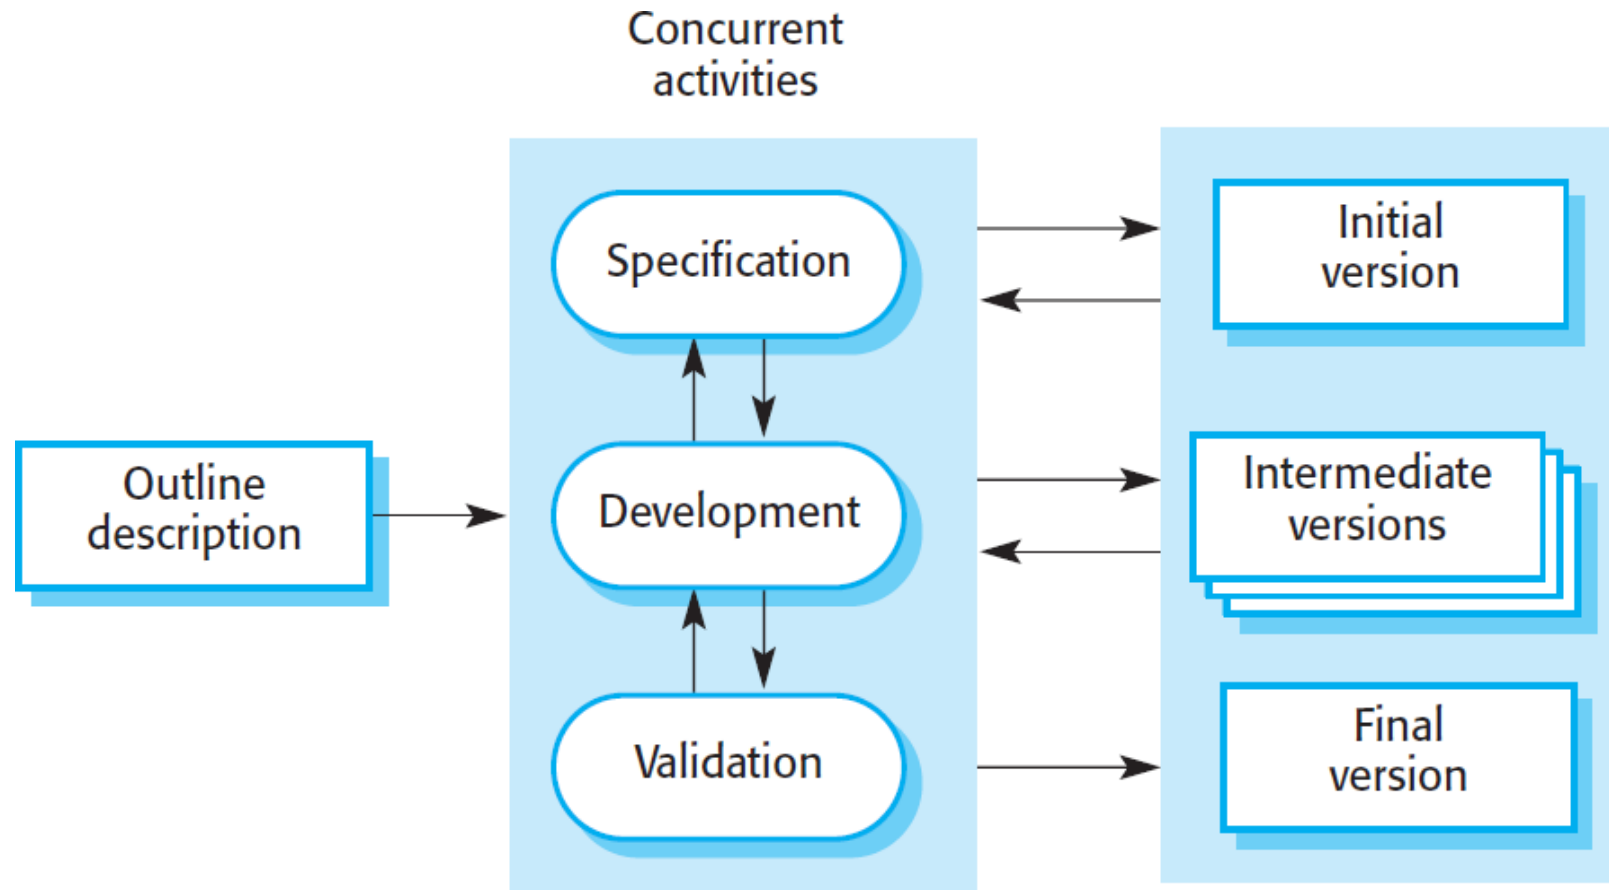 Concurrent
activities
Outline
description
Specification
Development
Validation
Initial
version
Intermediate
versions
Final
version